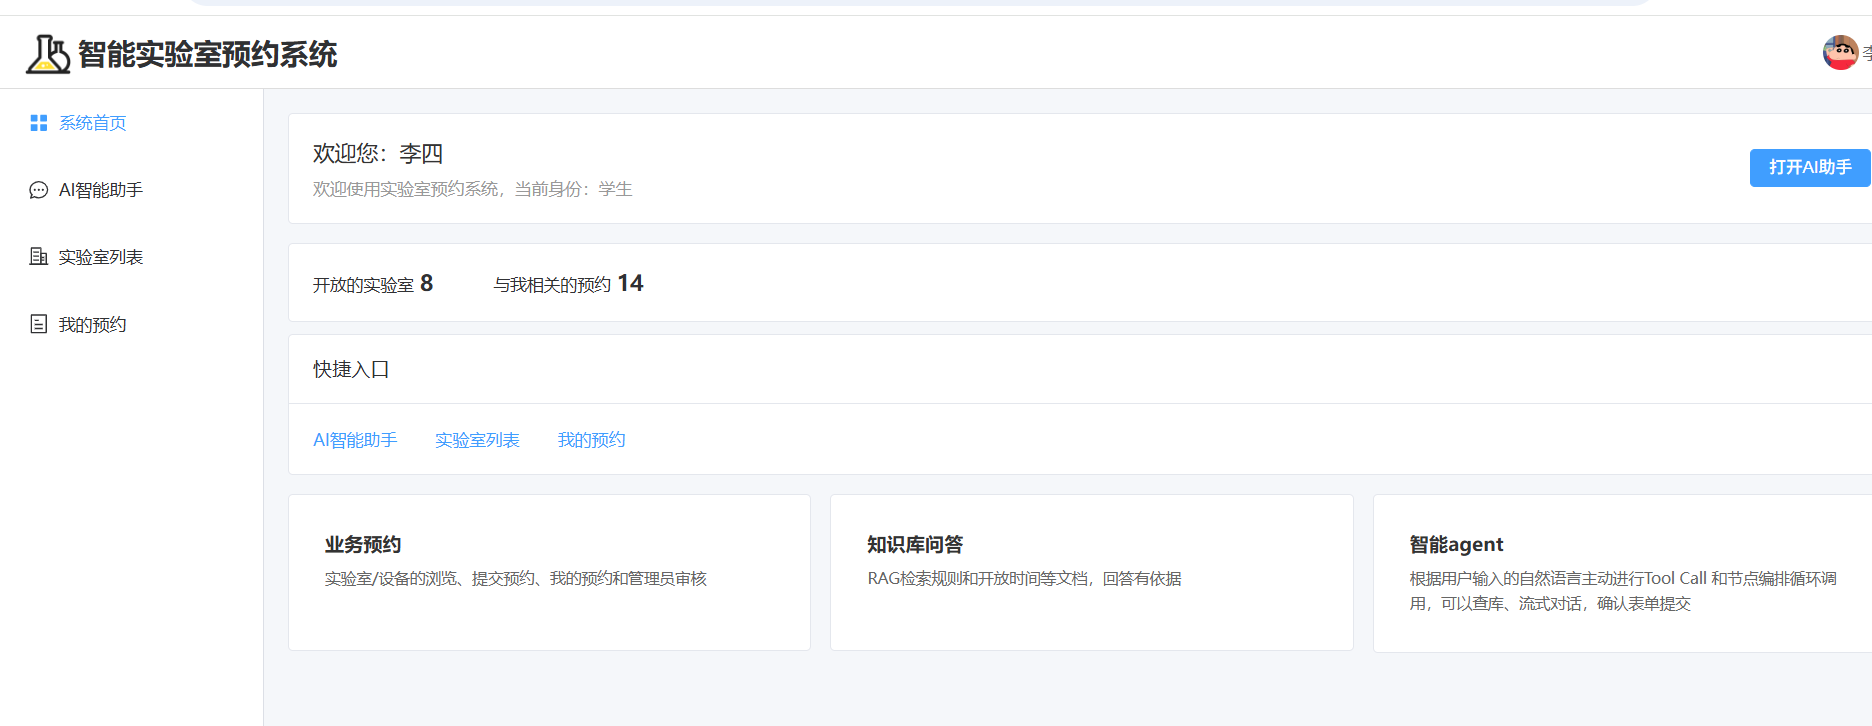 智能实验室预约系统
李
系统首页
AI智能助手
实验室列表
我的预约
欢迎您：李四
欢迎使用实验室预约系统，当前身份：学生
打开AI助手
开放的实验室 8 与我相关的预约 14
快捷入口
AI智能助手 实验室列表 我的预约
业务预约
实验室/设备的浏览、提交预约、我的预约和管理员审核
知识库问答
RAG检索规则和开放时间等文档，回答有依据
智能agent
根据用户输入的自然语言主动进行Tool Call 和节点编排循环调
用，可以查库、流式对话，确认表单提交